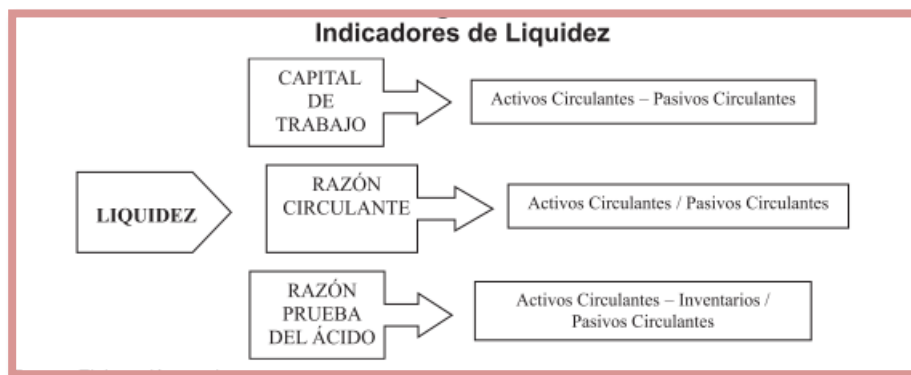 Indicadores de Liquidez
CAPITAL
DE
TRABAJO
Activos Circulantes – Pasivos Circulantes
LIQUIDEZ
RAZÓN
CIRCULANTE
Activos Circulantes / Pasivos Circulantes
RAZÓN
PRUEBA
DEL ÁCIDO
Activos Circulantes – Inventarios /
Pasivos Circulantes